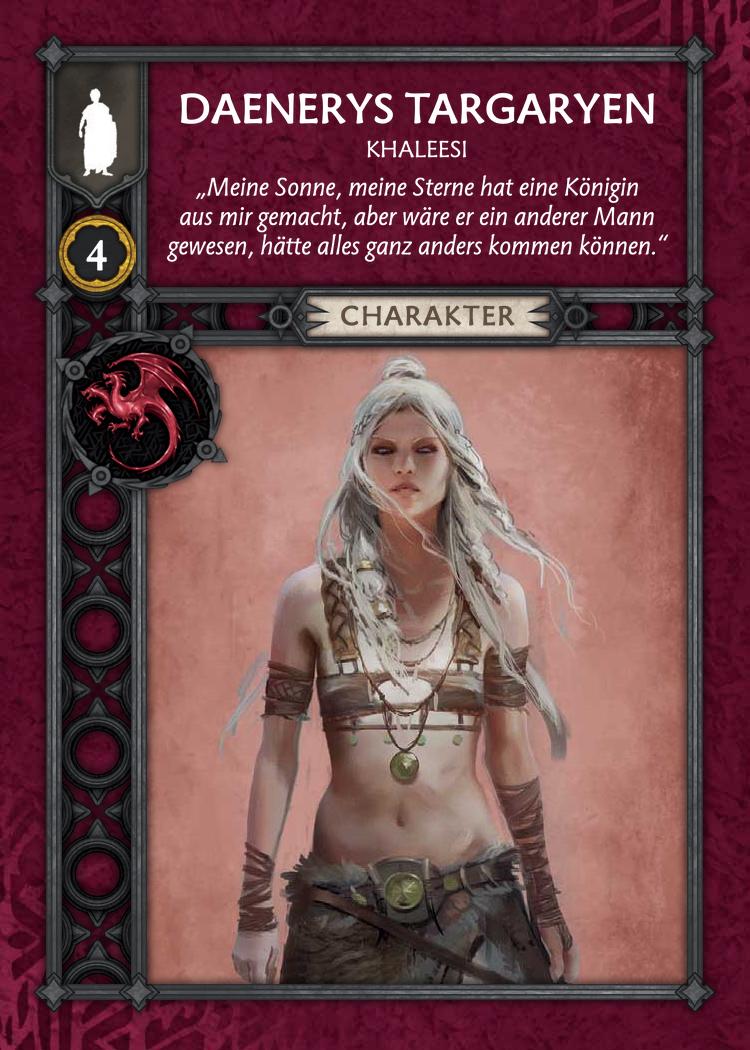 DAENERYS TARGARYEN
KHALEESI
„Meine Sonne, meine Sterne hat eine Königin
aus mir gemacht, aber wäre er ein anderer Mann
gewesen, hätte alles ganz anders kommen können.“
4
CHARAKTER